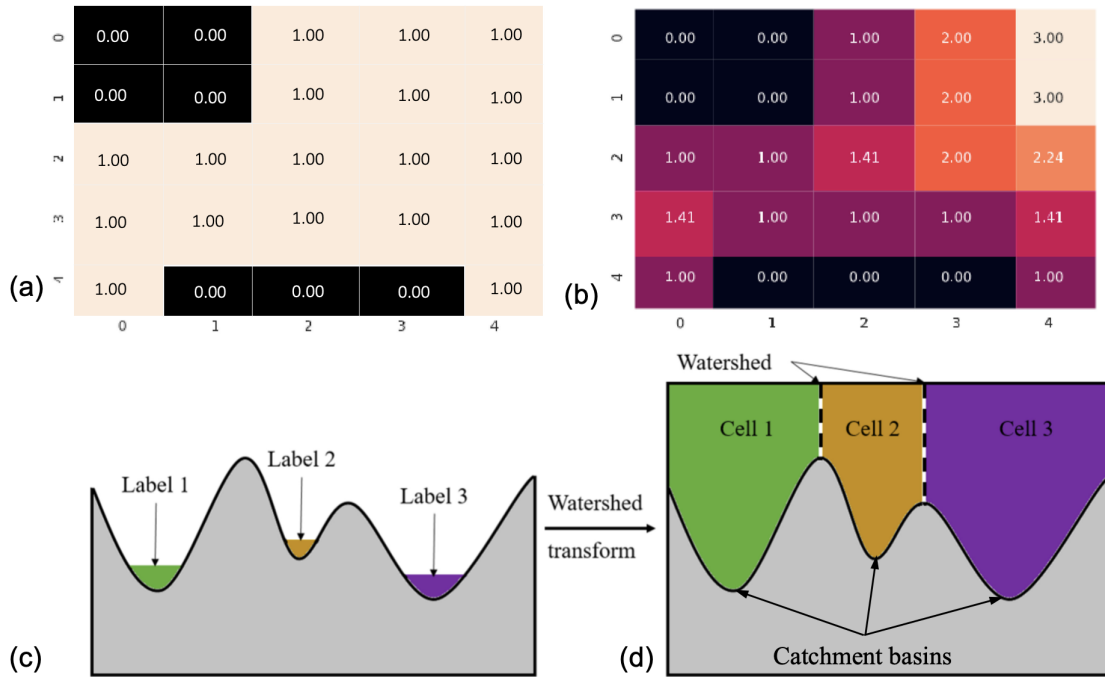 0 0.00 0.00 1.00 1.00 1.00
1 0.00 0.00 1.00 1.00 1.00
2 1.00 1.00 1.00 1.00 1.00
3 1.00 1.00 1.00 1.00 1.00
4 1.00 0.00 0.00 0.00 1.00
0 1 2 3 4
(a)
0 0.00 0.00 1.00 2.00 3.00
1 0.00 0.00 1.00 2.00 3.00
2 1.00 1.00 1.41 2.00 2.24
3 1.41 1.00 1.00 1.00 1.41
4 1.00 0.00 0.00 0.00 1.00
0 1 2 3 4
(b)
Label 1
Label 2
Label 3
(c)
Watershed
transform
Watershed
Cell 1
Cell 2
Cell 3
Catchment basins
(d)